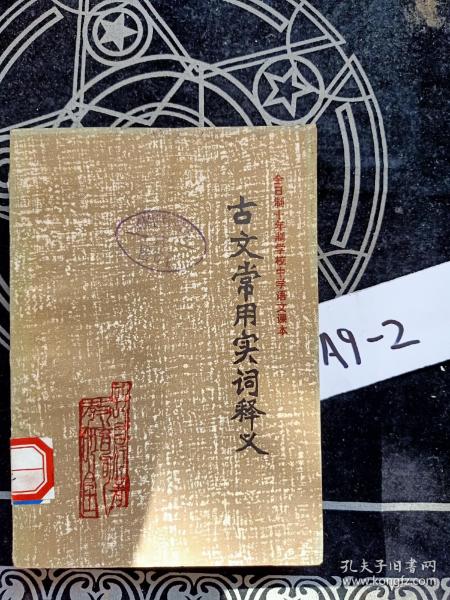 全日制十年制学校中学语文课本
古文常用实词释义
A9-2
孔夫子旧书网
www.kongfz.com